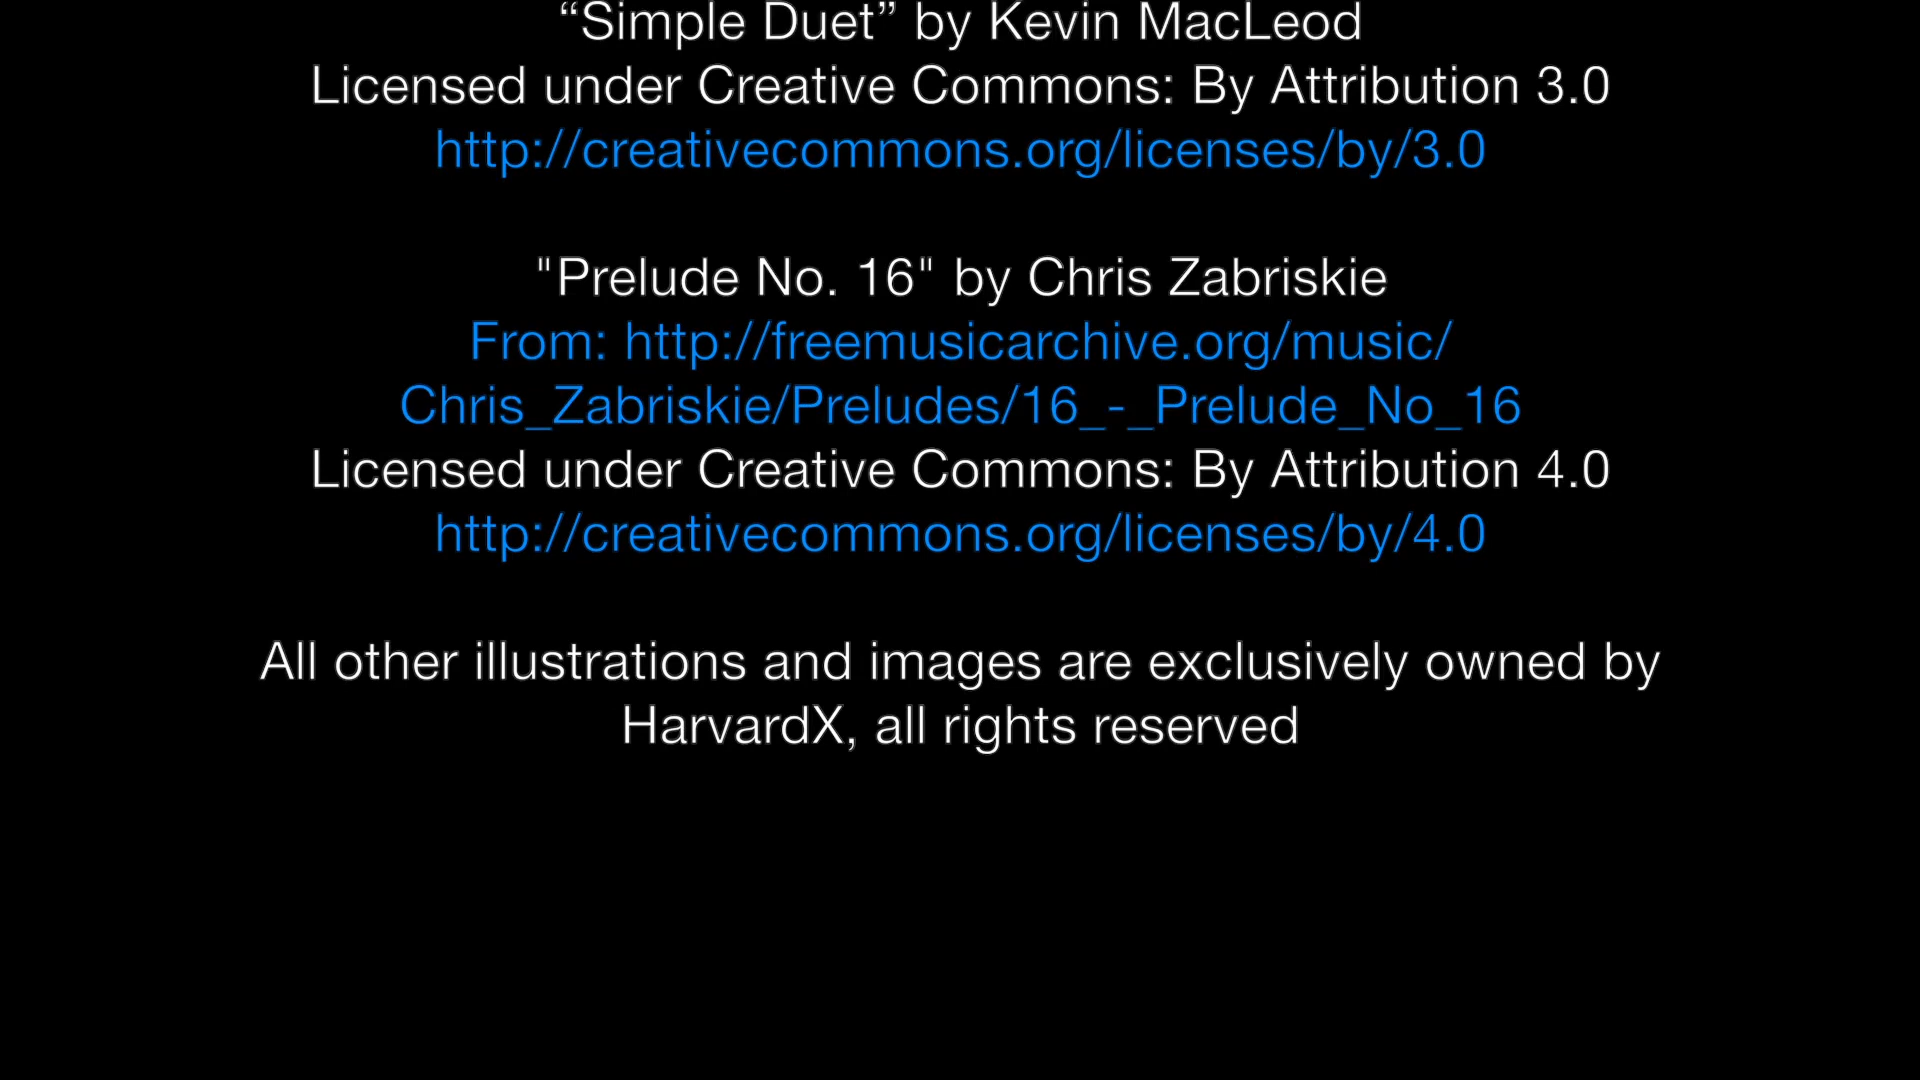 “Simple Duet” by Kevin MacLeod
Licensed under Creative Commons: By Attribution 3.0
http://creativecommons.org/licenses/by/3.0
"Prelude No. 16" by Chris Zabriskie
From: http://freemusicarchive.org/music/
Chris_Zabriskie/Preludes/16_-_Prelude_No_16
Licensed under Creative Commons: By Attribution 4.0
http://creativecommons.org/licenses/by/4.0
All other illustrations and images are exclusively owned by
HarvardX, all rights reserved